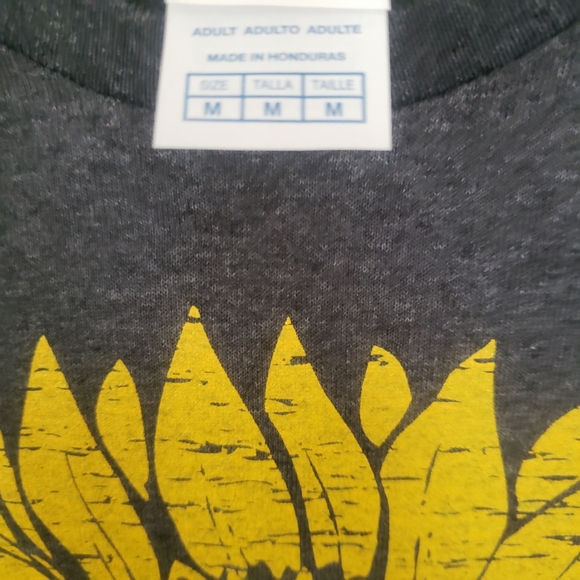 ADULT ADULTO ADULTE
MADE IN HONDURAS
SIZE TALLA TAILLE
M M M